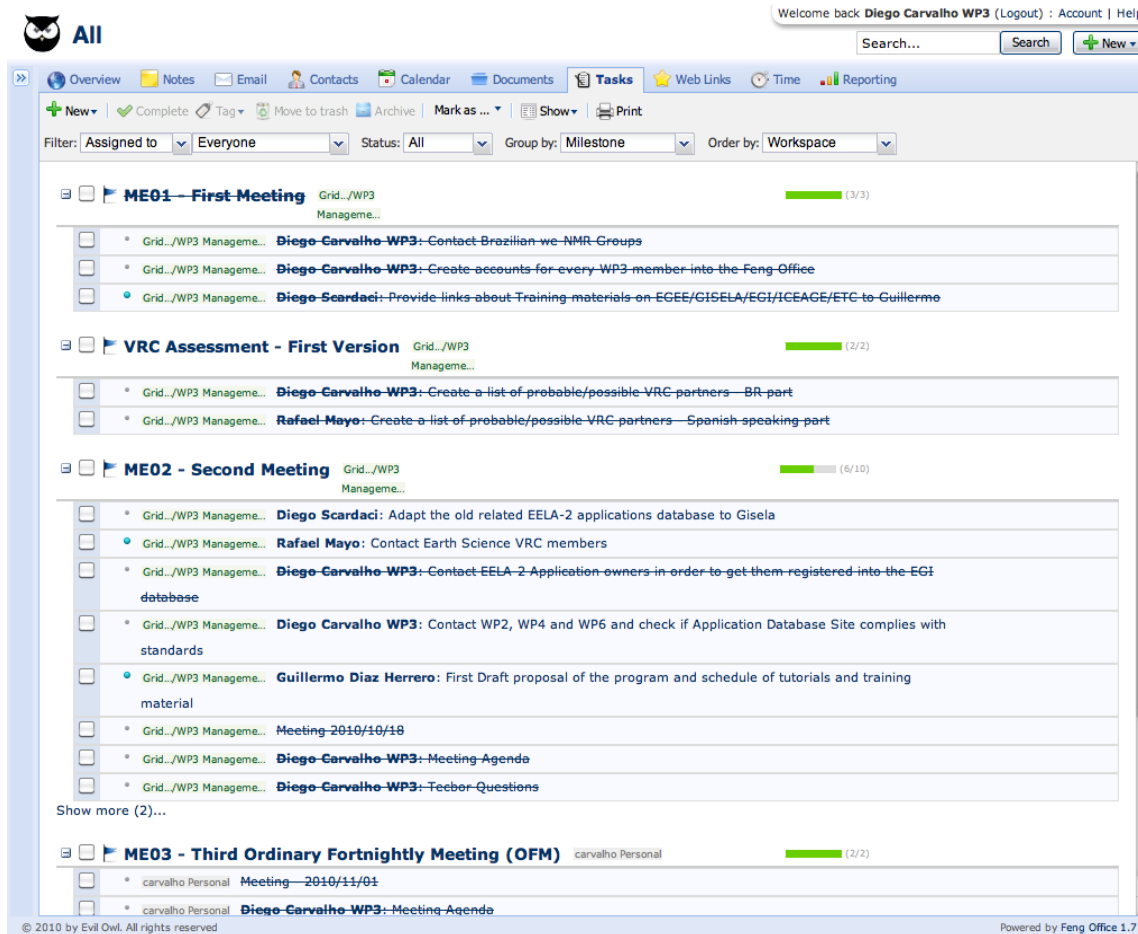 Welcome back Diego Carvalho WP3 (Logout) : Account | Help
All
Search...
Search
New
Overview Notes Email Contacts Calendar Documents Tasks Web Links Time Reporting
New Complete Tag Move to trash Archive Mark as ... Show Print
Filter: Assigned to Everyone Status: All Group by: Milestone Order by: Workspace
ME01 - First Meeting Grid.../WP3 (3/3)
Manageme...
Grid.../WP3 Manageme... Diego Carvalho WP3: Contact Brazilian we-NMR Groups
Grid.../WP3 Manageme... Diego Carvalho WP3: Create accounts for every WP3 member into the Feng Office
Grid.../WP3 Manageme... Diego Scardaci: Provide links about Training materials on EGEE/GISELA/EGI/ICEAGE/ETC to Guillermo
VRC Assessment - First Version Grid.../WP3 (2/2)
Manageme...
Grid.../WP3 Manageme... Diego Carvalho WP3: Create a list of probable/possible VRC partners - BR part
Grid.../WP3 Manageme... Rafael Mayo: Create a list of probable/possible VRC partners - Spanish speaking part
ME02 - Second Meeting Grid.../WP3 (6/10)
Manageme...
Grid.../WP3 Manageme... Diego Scardaci: Adapt the old related EELA-2 applications database to Gisela
Grid.../WP3 Manageme... Rafael Mayo: Contact Earth Science VRC members
Grid.../WP3 Manageme... Diego Carvalho WP3: Contact EELA-2 Application owners in order to get them registered into the EGI
database
Grid.../WP3 Manageme... Diego Carvalho WP3: Contact WP2, WP4 and WP6 and check if Application Database Site complies with
standards
Grid.../WP3 Manageme... Guillermo Diaz Herrero: First Draft proposal of the program and schedule of tutorials and training
material
Grid.../WP3 Manageme... Meeting 2010/10/18
Grid.../WP3 Manageme... Diego Carvalho WP3: Meeting Agenda
Grid.../WP3 Manageme... Diego Carvalho WP3: Tecbor Questions
Show more (2)...
ME03 - Third Ordinary Fortnightly Meeting (OFM) carvalho Personal (2/2)
carvalho Personal Meeting - 2010/11/01
carvalho Personal Diego Carvalho WP3: Meeting Agenda
© 2010 by Evil Owl. All rights reserved Powered by Feng Office 1.7